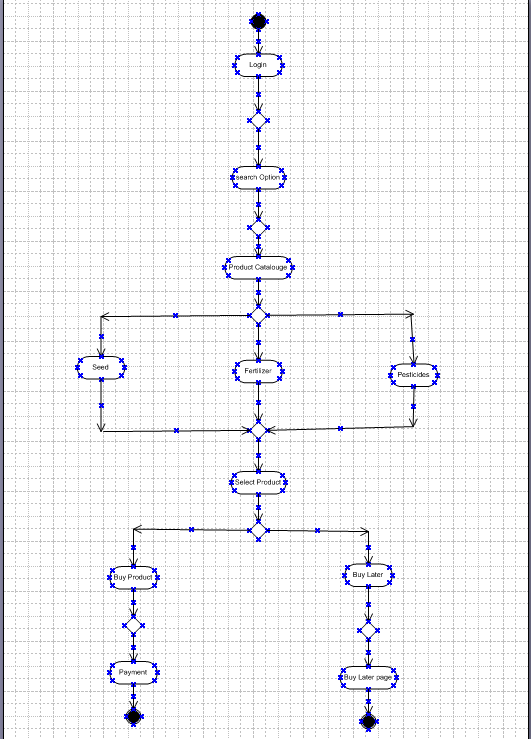 Login
search Option
Product Catalouge
Seed
Fertilizer
Pesticides
Select Product
Buy Product
Buy Later
Payment
Buy Later page